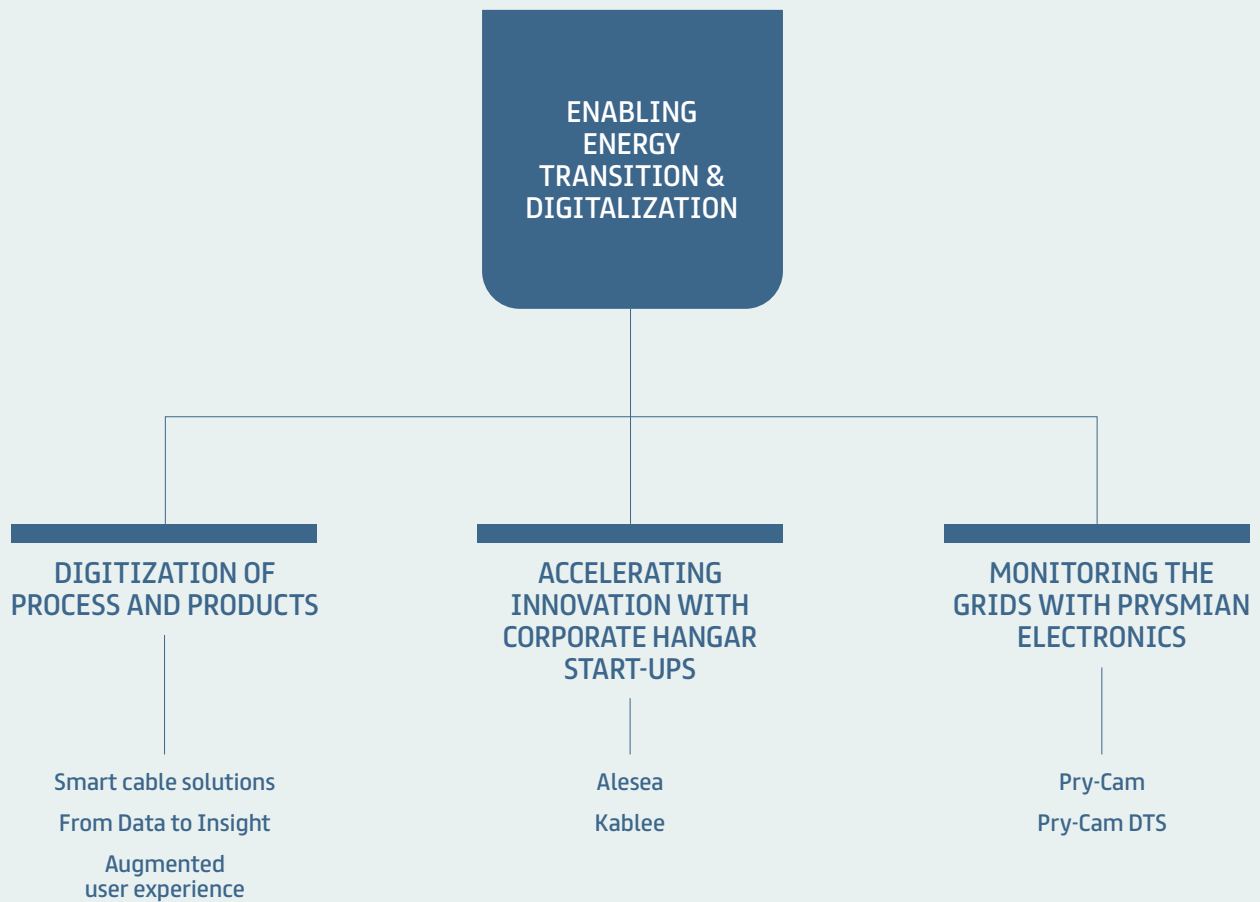 ENABLING
ENERGY
TRANSITION &
DIGITALIZATION
DIGITIZATION OF
PROCESS AND PRODUCTS
Smart cable solutions
From Data to Insight
Augmented
user experience
ACCELERATING
INNOVATION WITH
CORPORATE HANGAR
START-UPS
Alesea
Kablee
MONITORING THE
GRIDS WITH PRYSMIAN
ELECTRONICS
Pry-Cam
Pry-Cam DTS